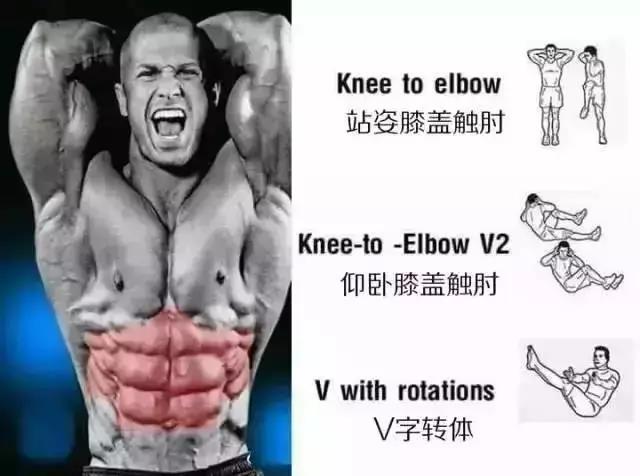 Knee to elbow
站姿膝盖触肘
Knee-to -Elbow V2
仰卧膝盖触肘
V with rotations
V字转体